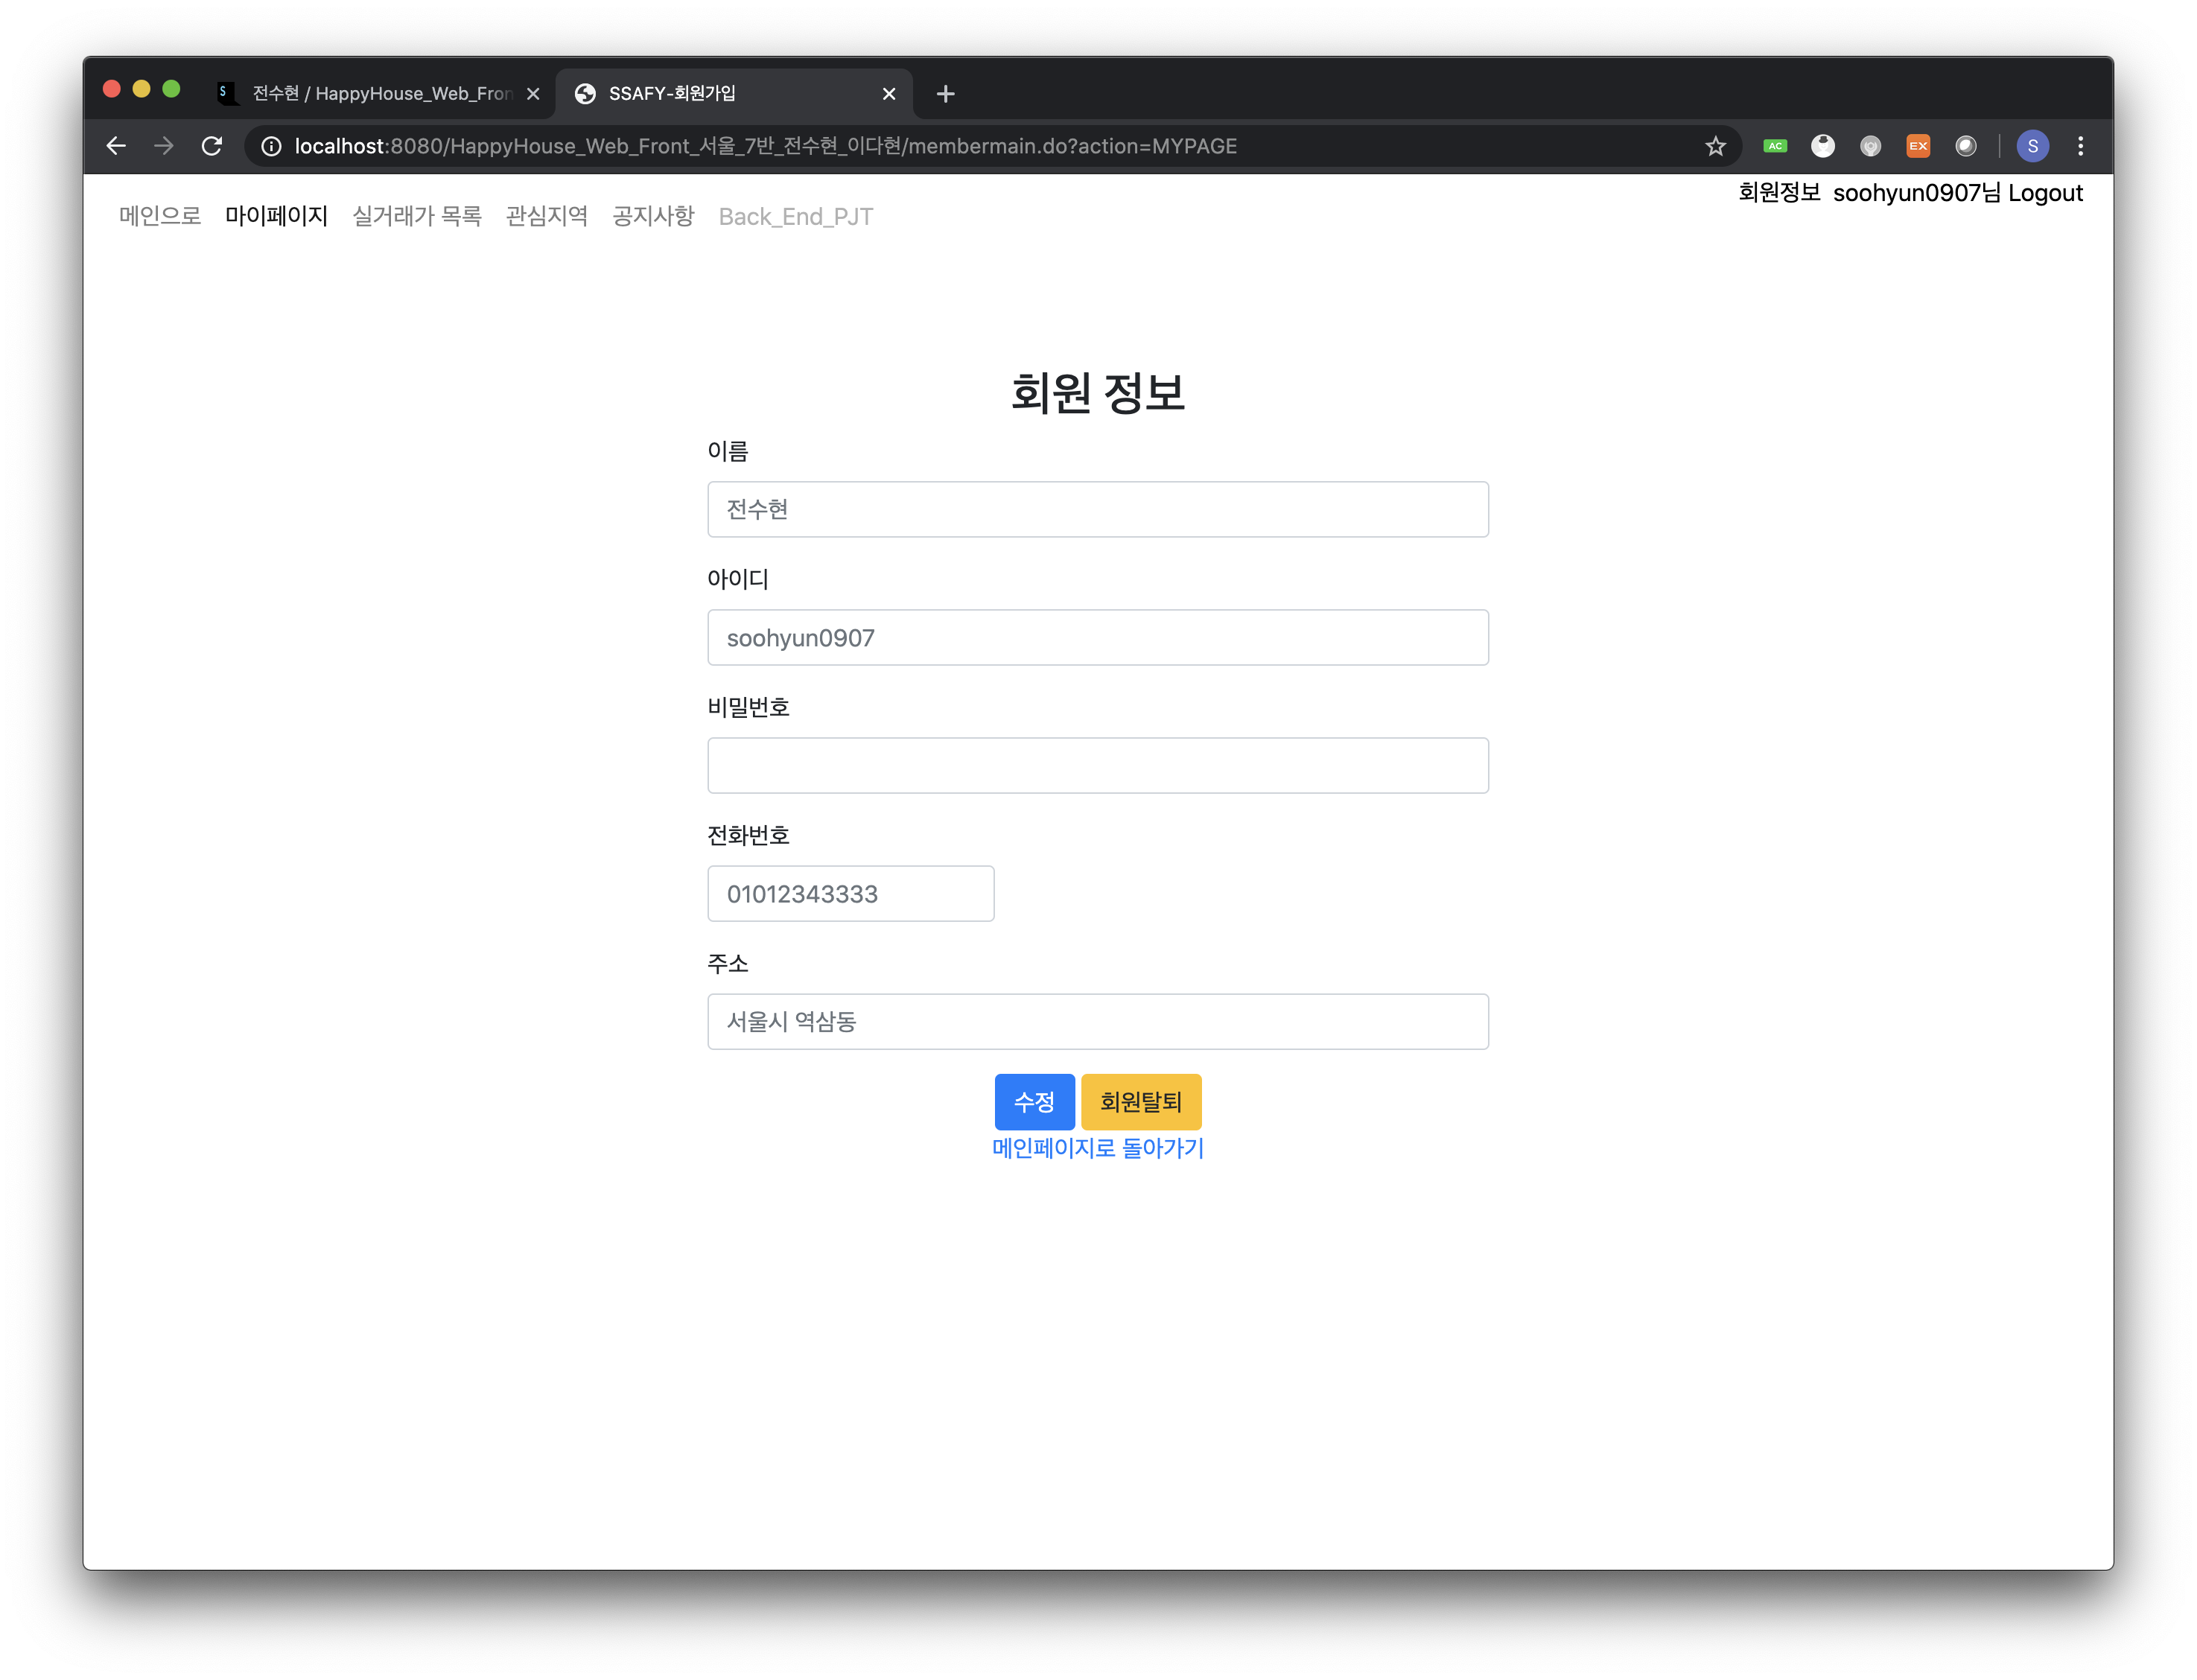 전수현 / HappyHouse_Web_Fron
SSAFY-회원가입
localhost:8080/HappyHouse_Web_Front_서울_7반_전수현_이다현/membermain.do?action=MYPAGE
AC
EX
S
회원정보 soohyun0907님 Logout
메인으로 마이페이지 실거래가 목록 관심지역 공지사항 Back_End_PJT
회원 정보
이름
전수현
아이디
soohyun0907
비밀번호
전화번호
01012343333
주소
서울시 역삼동
수정 회원탈퇴
메인페이지로 돌아가기